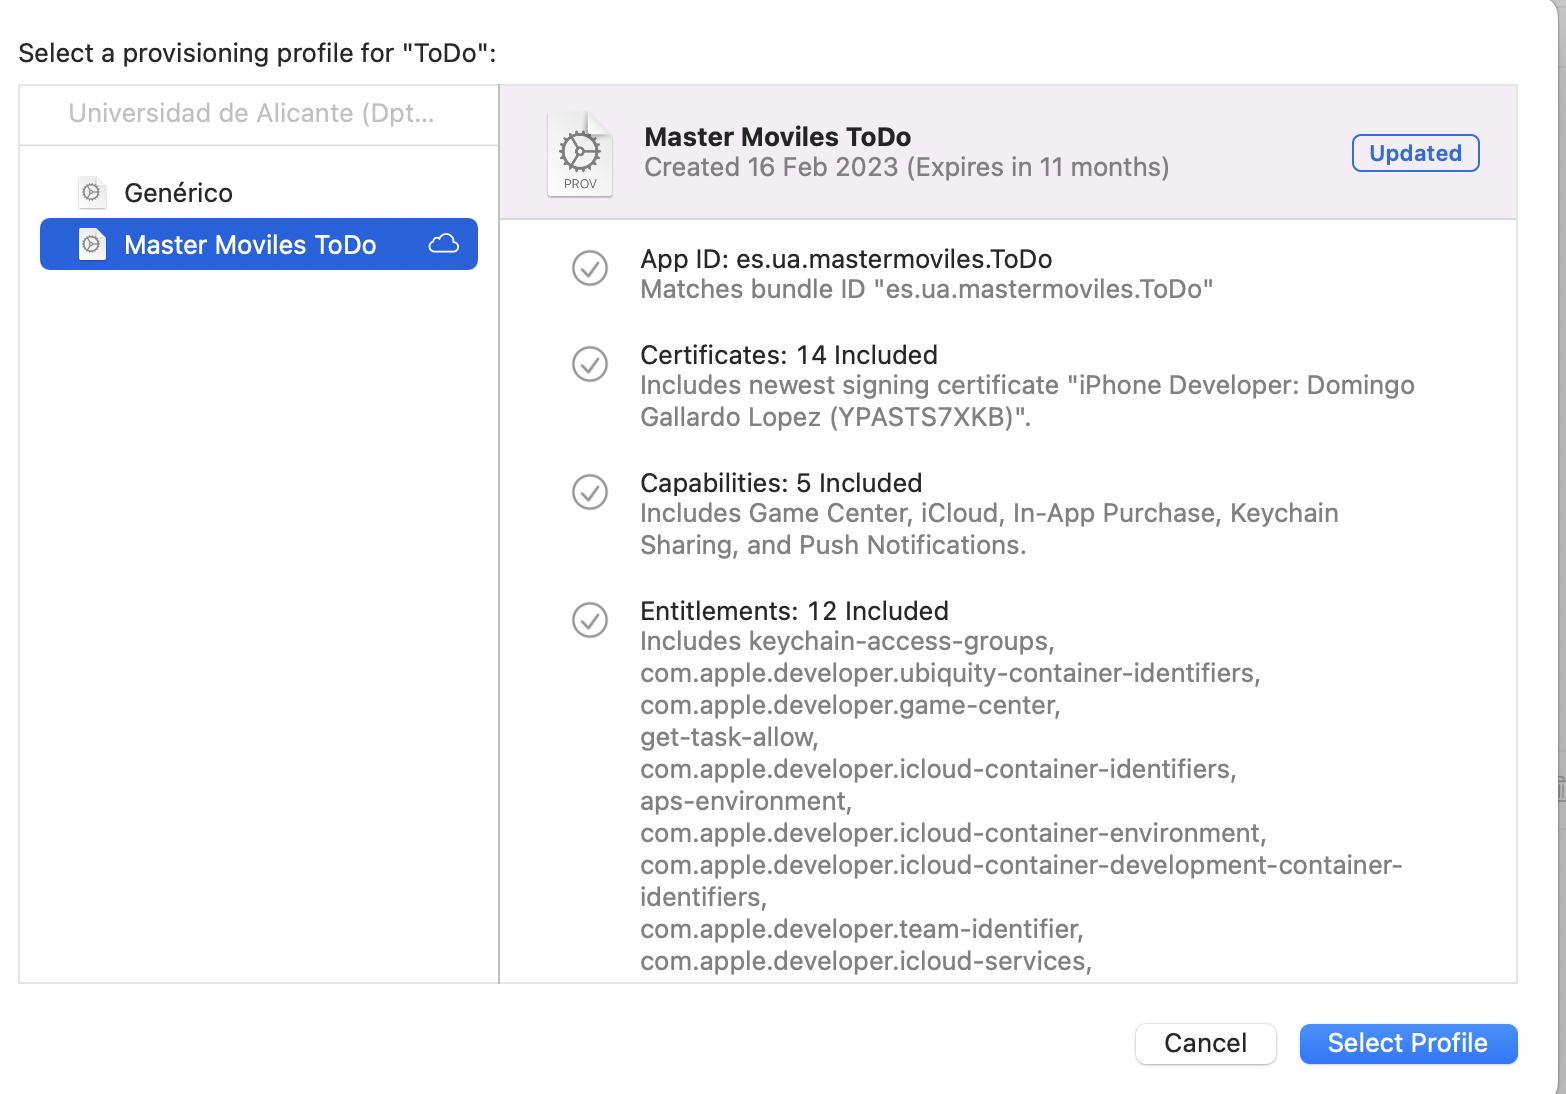 Select a provisioning profile for "ToDo":
Universidad de Alicante (Dpt...
Genérico
Master Moviles ToDo
PROV
Master Moviles ToDo
Created 16 Feb 2023 (Expires in 11 months)
Updated
App ID: es.ua.mastermoviles.ToDo
Matches bundle ID "es.ua.mastermoviles.ToDo"
Certificates: 14 Included
Includes newest signing certificate "iPhone Developer: Domingo
Gallardo Lopez (YPASTS7XKB)".
Capabilities: 5 Included
Includes Game Center, iCloud, In-App Purchase, Keychain
Sharing, and Push Notifications.
Entitlements: 12 Included
Includes keychain-access-groups,
com.apple.developer.ubiquity-container-identifiers,
com.apple.developer.game-center,
get-task-allow,
com.apple.developer.icloud-container-identifiers,
aps-environment,
com.apple.developer.icloud-container-environment,
com.apple.developer.icloud-container-development-container-
identifiers,
com.apple.developer.team-identifier,
com.apple.developer.icloud-services,
Cancel
Select Profile